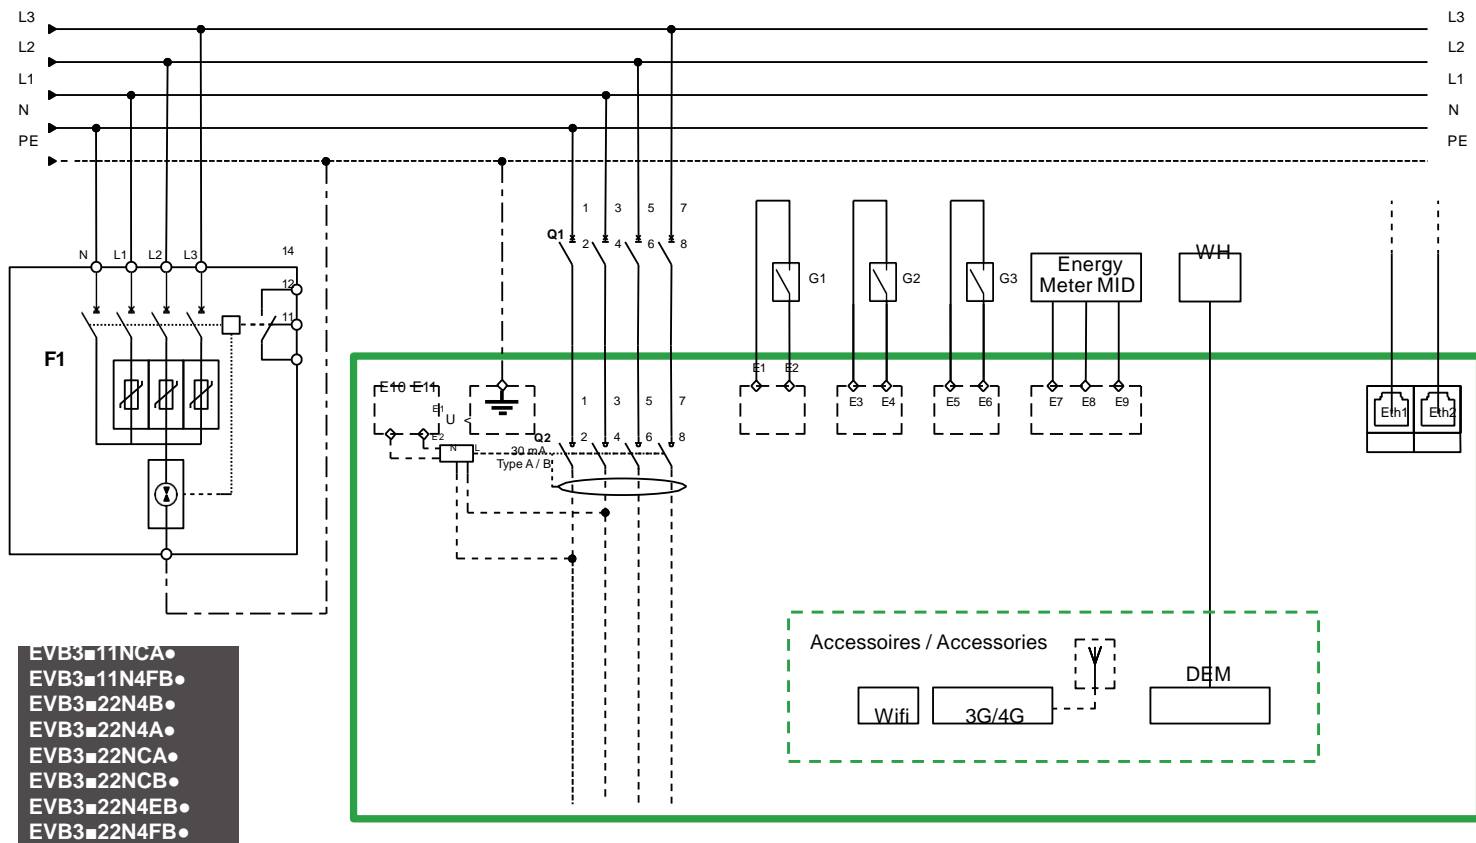 L3 L3
L2 L2
L1 L1
N N
PE PE
1 3 5 7
Q1 2 4 6 8
N L1 L2 L3 14
12
11
F1
G1 G2 G3
Energy
Meter MID
WH
E1 E2
E10 E11
E3 E4 E5 E6 E7 E8 E9
Eth1 Eth2
1 3 5 7
E1
U <
E2
Q2 2 4 6 8
N L
30 mA
Type A / B
Accessoires / Accessories
DEM
Wifi 3G/4G
EVB3■11NCA●
EVB3■11N4FB●
EVB3■22N4B●
EVB3■22N4A●
EVB3■22NCA●
EVB3■22NCB●
EVB3■22N4EB●
EVB3■22N4FB●